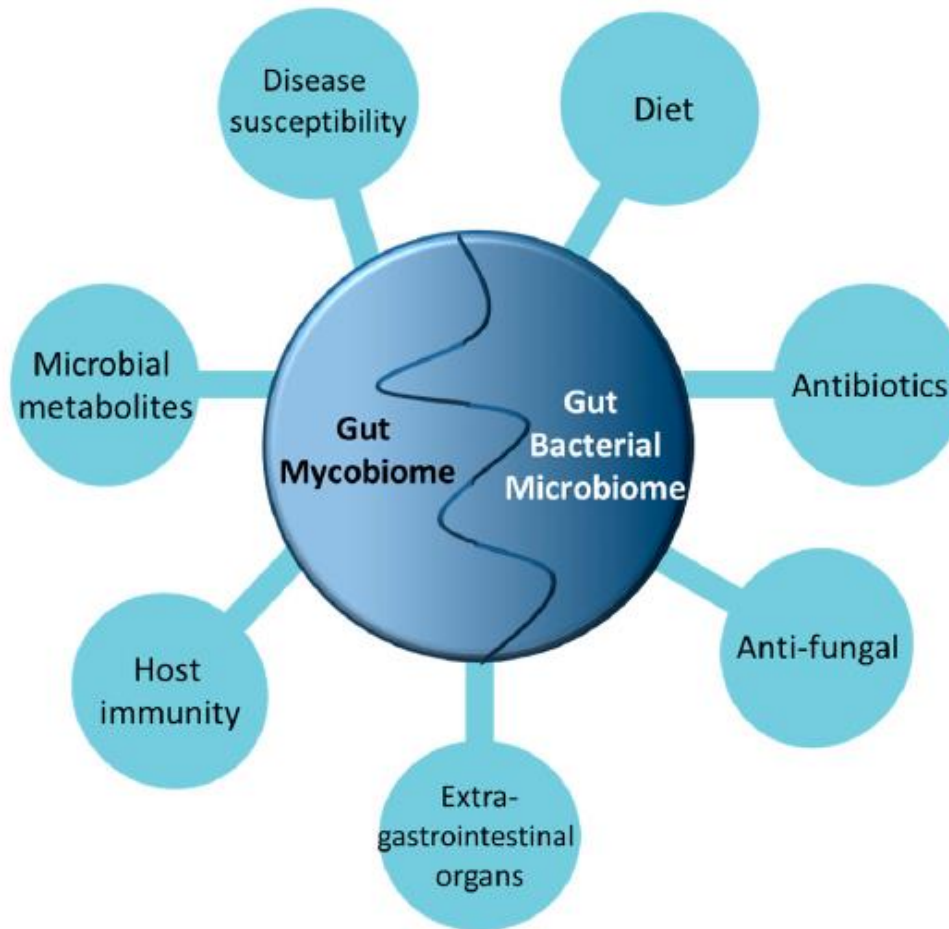 Disease
susceptibility
Diet
Microbial
metabolites
Gut
Mycobiome
Gut
Bacterial
Microbiome
Antibiotics
Host
immunity
Anti-fungal
Extra-
gastrointestinal
organs